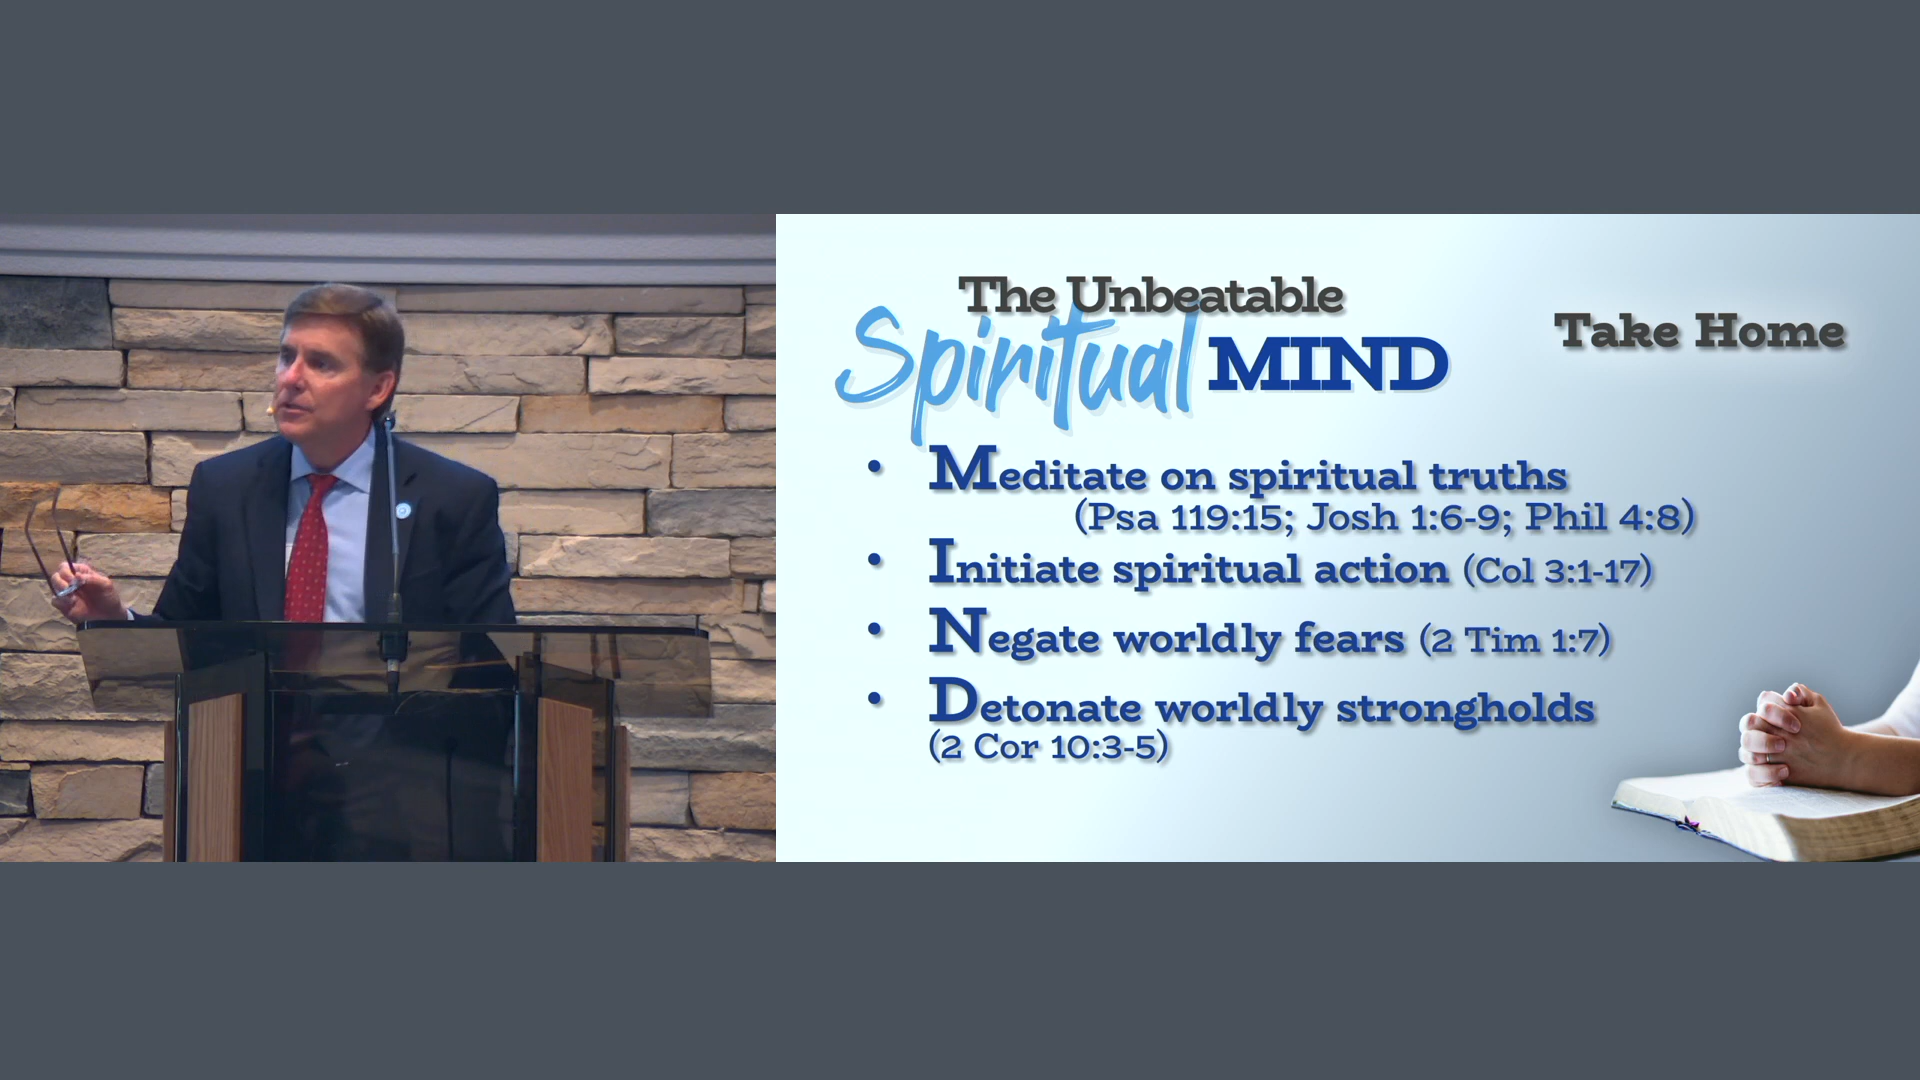 The Unbeatable
Spiritual MIND
Take Home
• Meditate on spiritual truths
(Psa 119:15; Josh 1:6-9; Phil 4:8)
• Initiate spiritual action (Col 3:1-17)
• Negate worldly fears (2 Tim 1:7)
• Detonate worldly strongholds
(2 Cor 10:3-5)